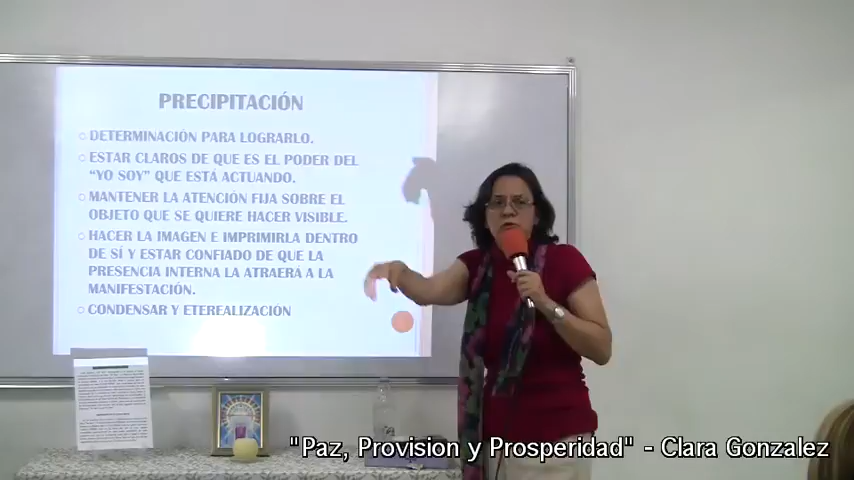 PRECIPITACIÓN
DETERMINACIÓN PARA LOGRARLO.
ESTAR CLAROS DE QUE ES EL PODER DEL
“YO SOY” QUE ESTÁ ACTUANDO.
MANTENER LA ATENCIÓN FIJA SOBRE EL
OBJETO QUE SE QUIERE HACER VISIBLE.
HACER LA IMAGEN E IMPRIMIRLA DENTRO
DE SÍ Y ESTAR CONFIADO DE QUE LA
PRESENCIA INTERNA LA ATRAERÁ A LA
MANIFESTACIÓN.
CONDENSAR Y ETEREALIZACIÓN
"Paz, Provision y Prosperidad" - Clara Gonzalez